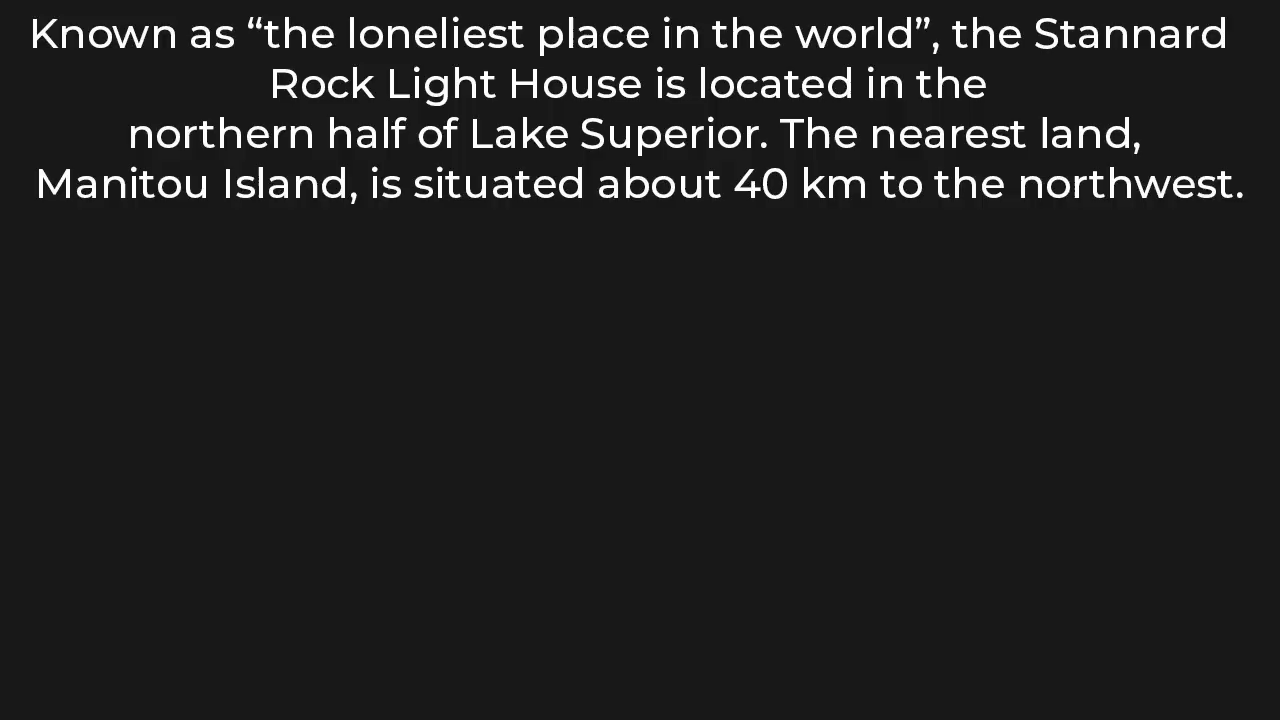 Known as “the loneliest place in the world”, the Stannard
Rock Light House is located in the
northern half of Lake Superior. The nearest land,
Manitou Island, is situated about 40 km to the northwest.